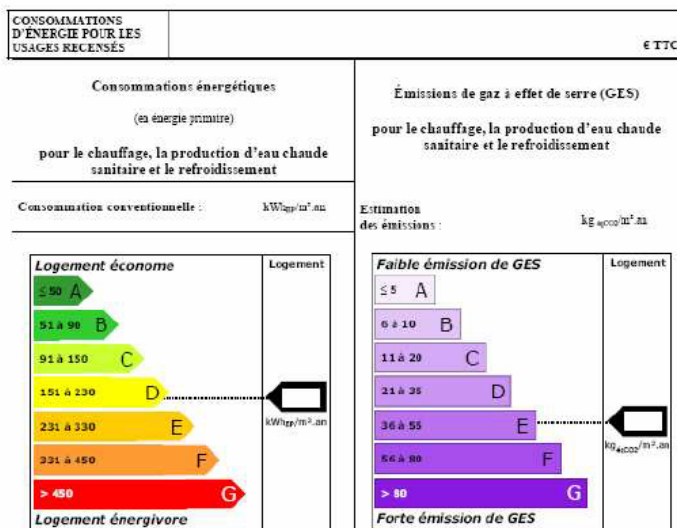 CONSOMMATIONS
D'ÉNERGIE POUR LES
USAGES RECENSÉS
€ TTC
Consommations énergétiques
(en énergie primaire)
pour le chauffage, la production d'eau chaude
sanitaire et le refroidissement
Consommation conventionnelle : kWhEP/m².an
Émissions de gaz à effet de serre (GES)
pour le chauffage, la production d'eau chaude
sanitaire et le refroidissement
Estimation
des émissions : kg éqCO2/m².an
Logement économe Logement
≤ 50 A
51 à 90 B
91 à 150 C
151 à 230 D
231 à 330 E
kWhEP/m².an
331 à 450 F
> 450 G
Logement énergivore
Faible émission de GES Logement
≤ 5 A
6 à 10 B
11 à 20 C
21 à 35 D
36 à 55 E
kg éqCO2/m².an
56 à 80 F
> 80 G
Forte émission de GES